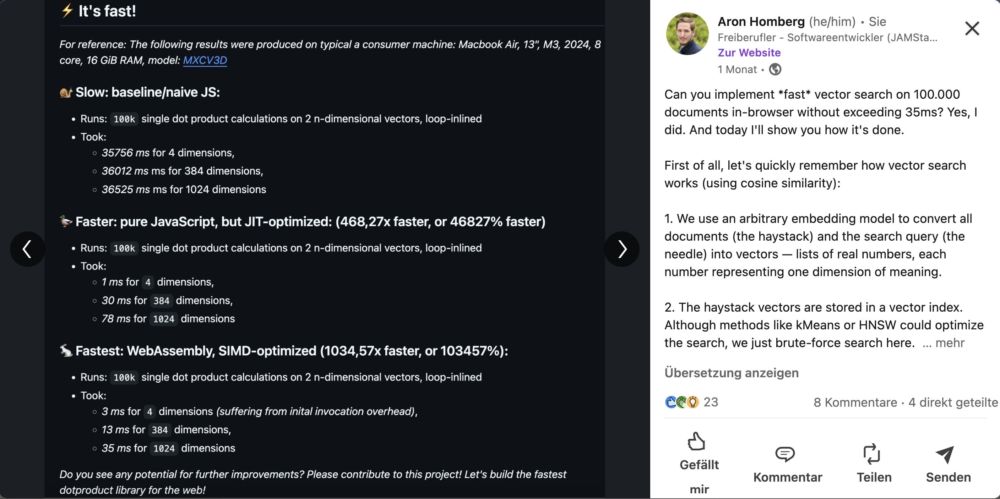 ⚡ It's fast!
For reference: The following results were produced on typical a consumer machine: Macbook Air, 13", M3, 2024, 8
core, 16 GiB RAM, model: MXCV3D
🐌 Slow: baseline/naive JS:
• Runs: 100k single dot product calculations on 2 n-dimensional vectors, loop-inlined
• Took:
◦ 35756 ms for 4 dimensions,
◦ 36012 ms ms for 384 dimensions,
◦ 36525 ms ms for 1024 dimensions
🦆 Faster: pure JavaScript, but JIT-optimized: (468,27x faster, or 46827% faster)
• Runs: 100k single dot product calculations on 2 n-dimensional vectors, loop-inlined
• Took:
◦ 1 ms for 4 dimensions,
◦ 30 ms for 384 dimensions,
◦ 78 ms for 1024 dimensions
🐇 Fastest: WebAssembly, SIMD-optimized (1034,57x faster, or 103457%):
• Runs: 100k single dot product calculations on 2 n-dimensional vectors, loop-inlined
• Took:
◦ 3 ms for 4 dimensions (suffering from inital invocation overhead),
◦ 13 ms for 384 dimensions,
◦ 35 ms for 1024 dimensions
Do you see any potential for further improvements? Please contribute to this project! Let's build the fastest
dotproduct library for the web!
Aron Homberg (he/him) • Sie
Freiberufler - Softwareentwickler (JAMSta...
Zur Website
1 Monat •
Can you implement *fast* vector search on 100.000
documents in-browser without exceeding 35ms? Yes, I
did. And today I'll show you how it's done.
First of all, let's quickly remember how vector search
works (using cosine similarity):
1. We use an arbitrary embedding model to convert all
documents (the haystack) and the search query (the
needle) into vectors — lists of real numbers, each
number representing one dimension of meaning.
2. The haystack vectors are stored in a vector index.
Although methods like kMeans or HNSW could optimize
the search, we just brute-force search here. ... mehr
Übersetzung anzeigen
23
8 Kommentare · 4 direkt geteilte
Gefällt
mir
Kommentar
Teilen
Senden